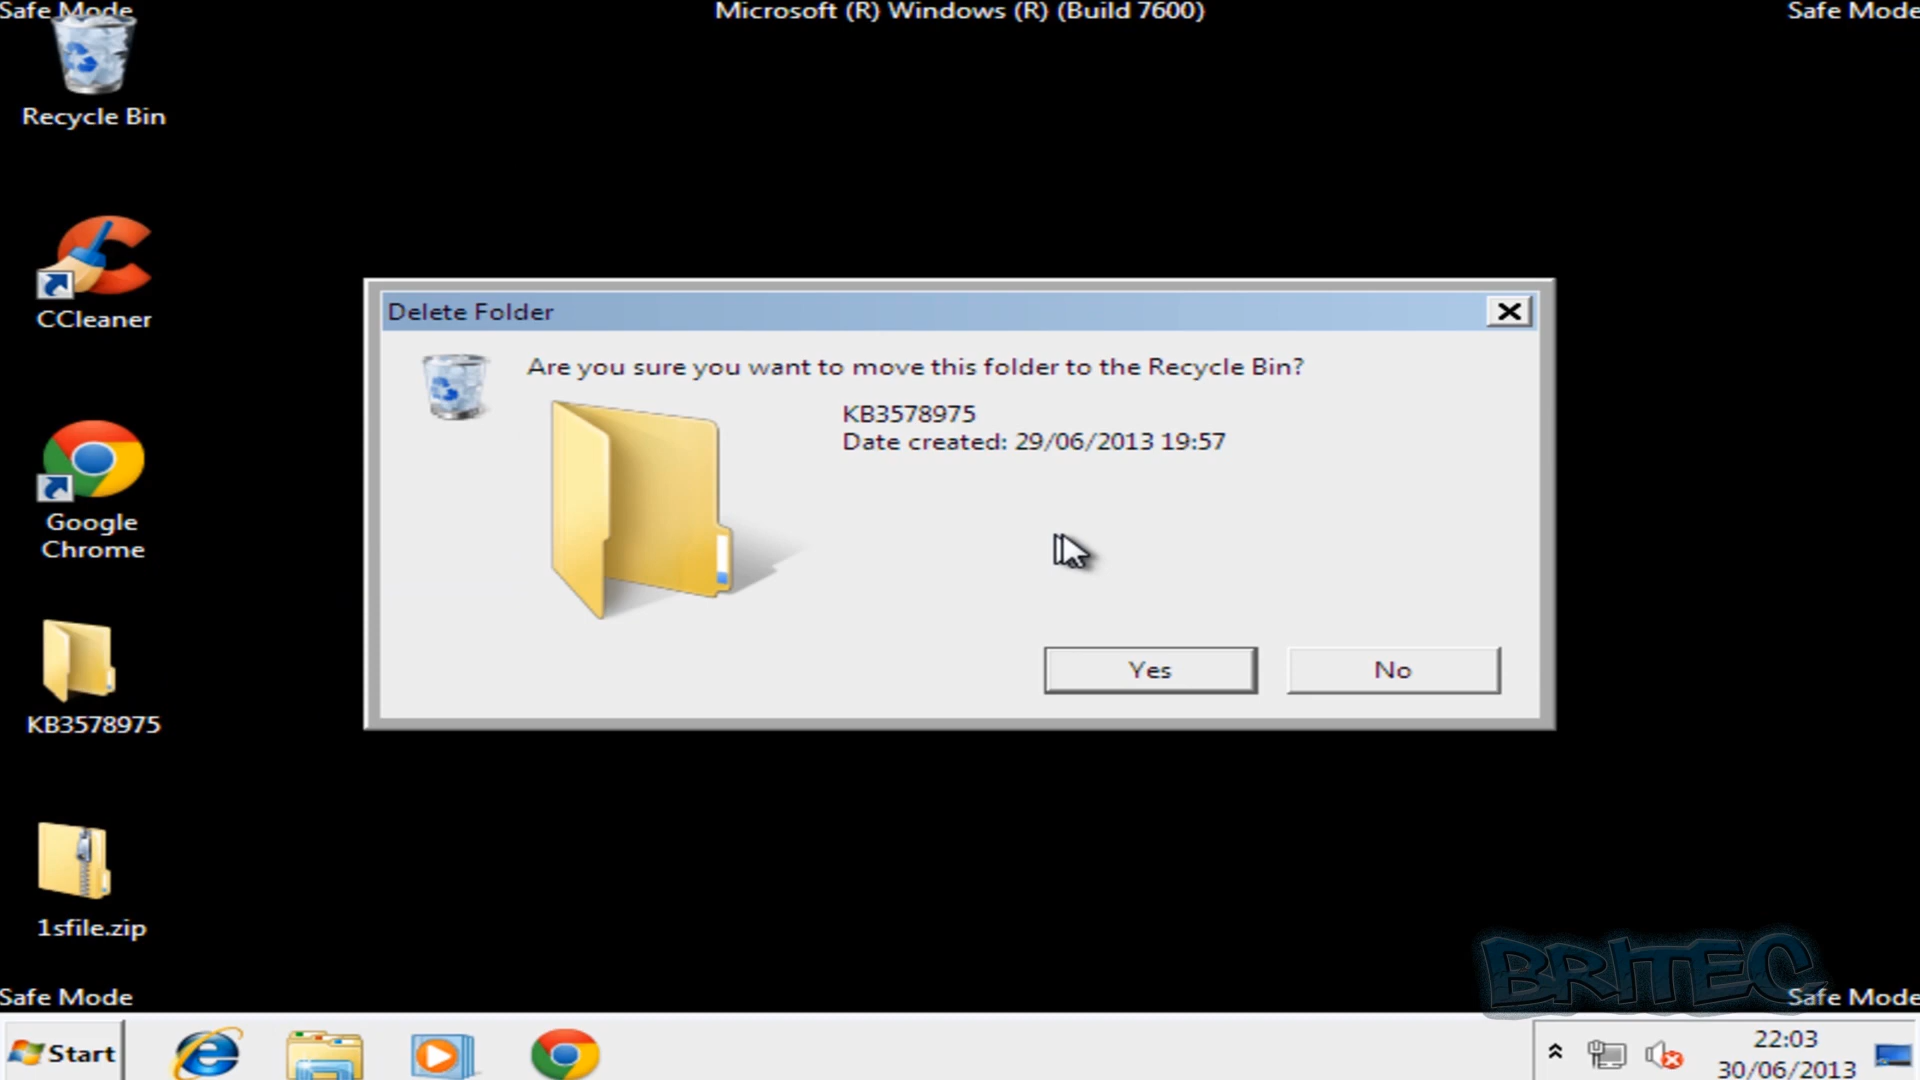 Safe Mode
Microsoft (R) Windows (R) (Build 7600)
Safe Mode
Recycle Bin
CCleaner
Google
Chrome
KB3578975
1sfile.zip
Delete Folder
Are you sure you want to move this folder to the Recycle Bin?
KB3578975
Date created: 29/06/2013 19:57
Yes
No
BRITEC
Safe Mode
Safe Mode
Start
22:03
30/06/2013